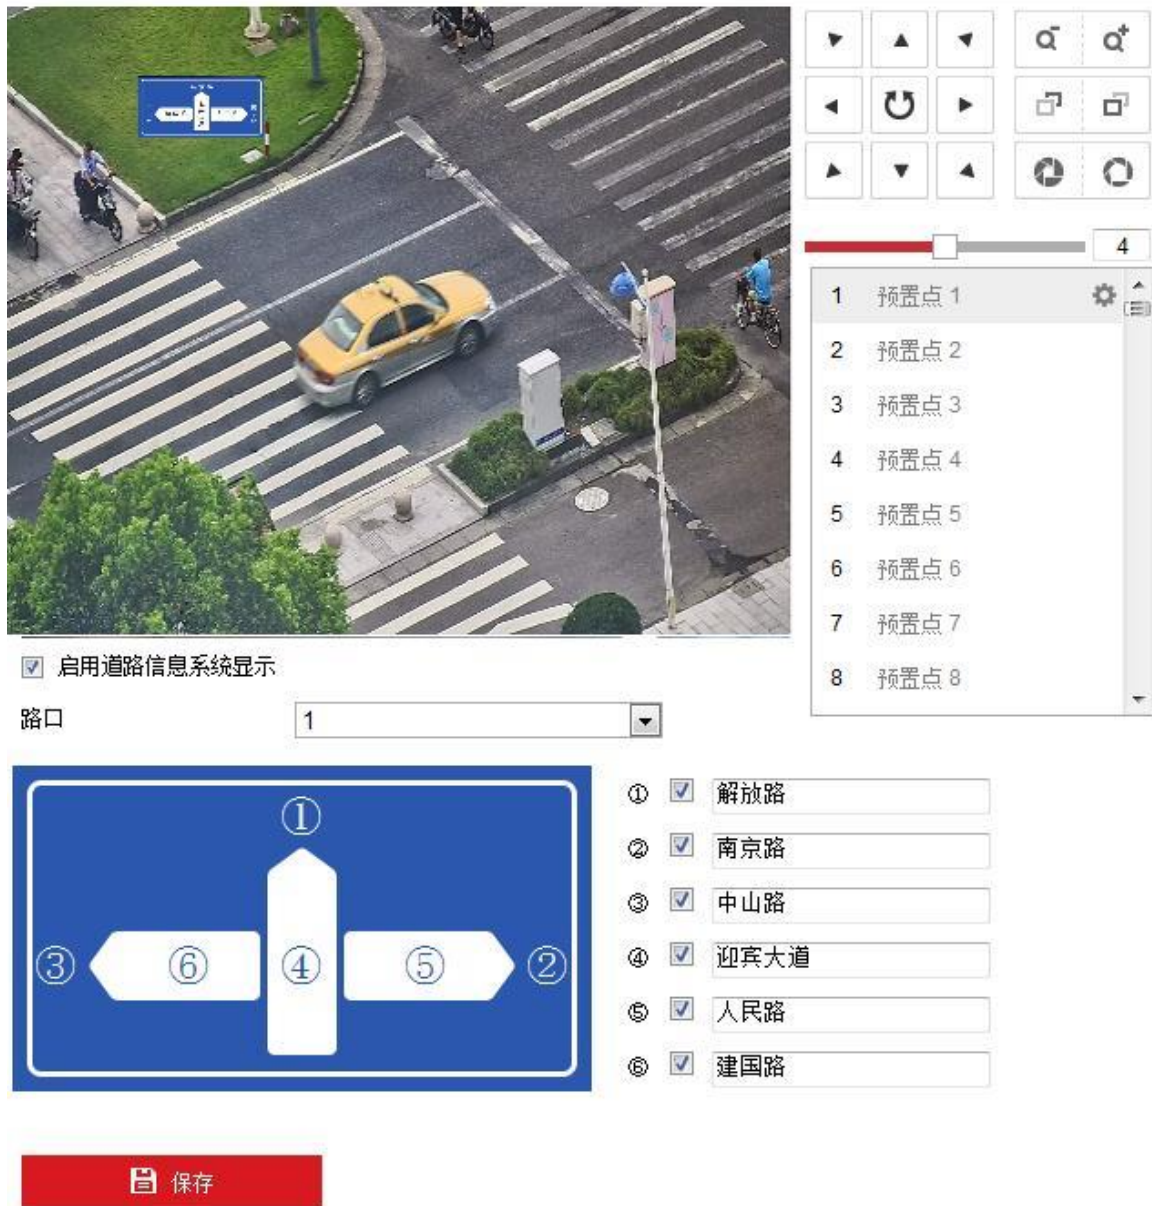 4
1 预置点 1
2 预置点 2
3 预置点 3
4 预置点 4
5 预置点 5
6 预置点 6
7 预置点 7
8 预置点 8
启用道路信息系统显示
路口 1
①
③ ⑥ ④ ⑤ ②
① 解放路
② 南京路
③ 中山路
④ 迎宾大道
⑤ 人民路
⑥ 建国路
保存